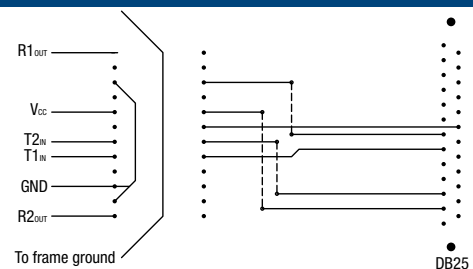 R1OUT
VCC
T2IN
T1IN
GND
R2OUT
To frame ground
DB25